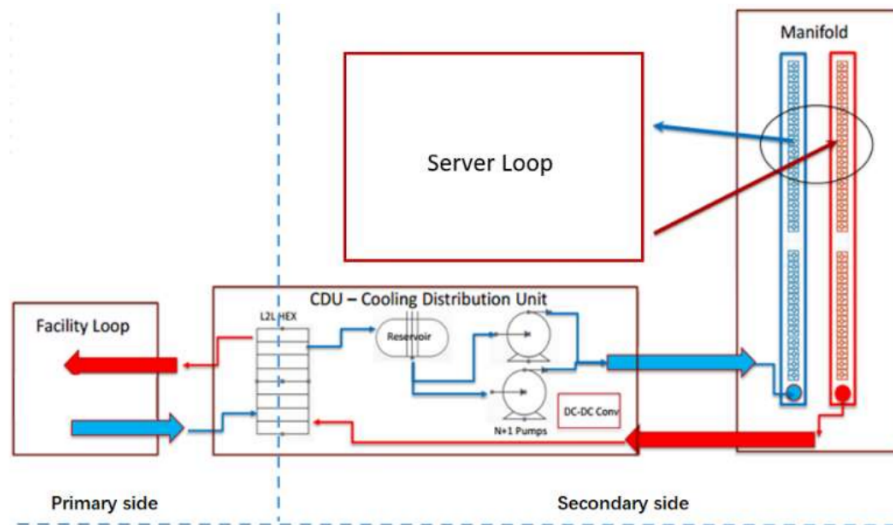 Manifold
Server Loop
CDU – Cooling Distribution Unit
L2L HEX
Facility Loop
Reservoir
DC-DC Conv
N+1 Pumps
Primary side
Secondary side